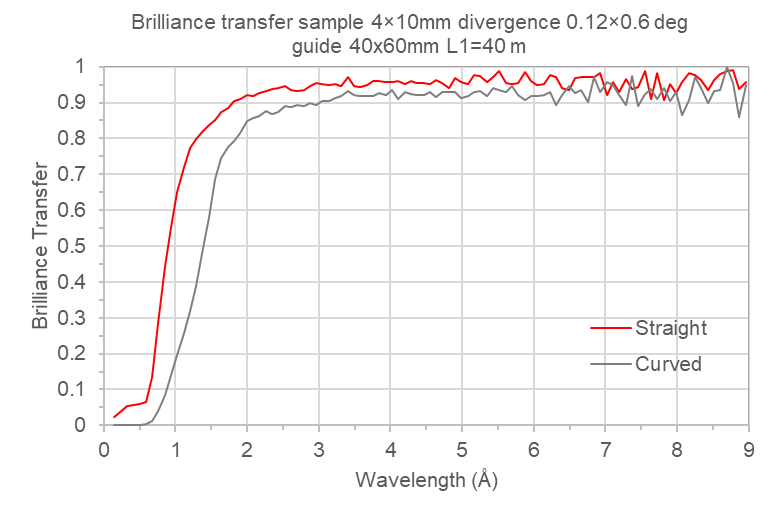 Brilliance transfer sample 4×10mm divergence 0.12×0.6 deg
guide 40x60mm L1=40 m
1
0.9
0.8
0.7
0.6
0.5
0.4
0.3
0.2
0.1
0
Brilliance Transfer
Straight
Curved
0 1 2 3 4 5 6 7 8 9
Wavelength (Å)